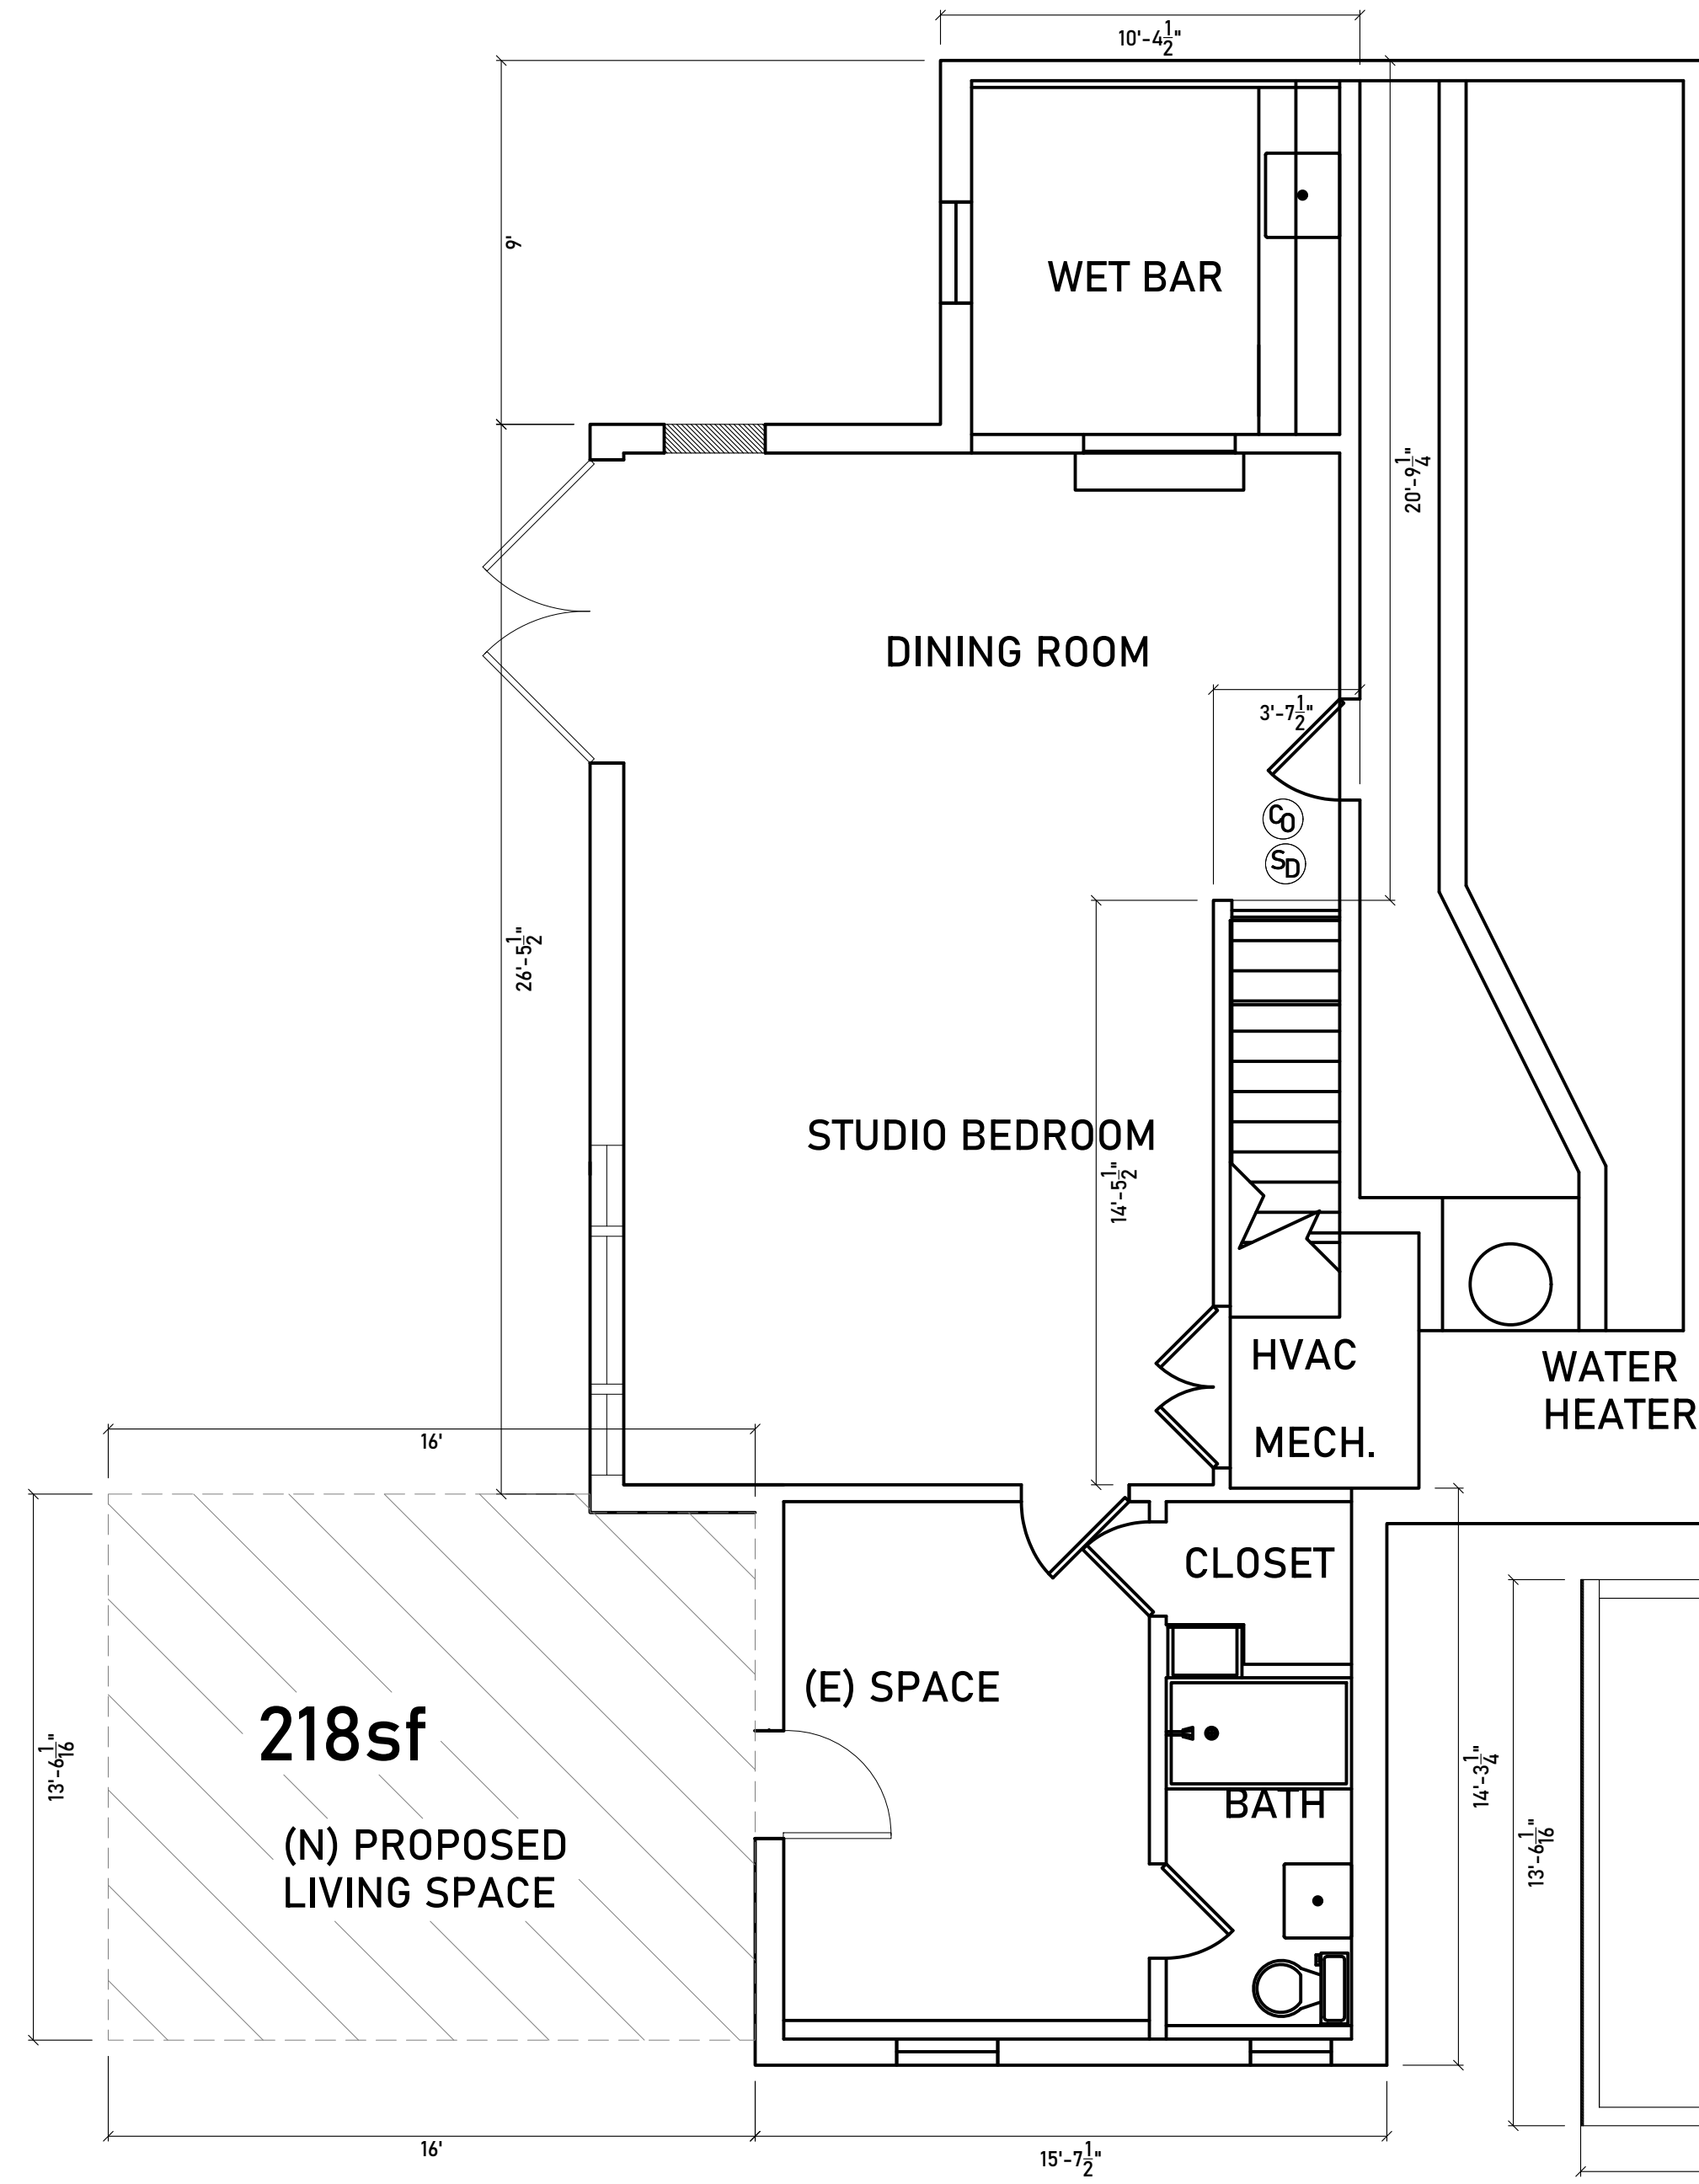 10'-4 1/2"
9'
WET BAR
20'-9 1/4"
DINING ROOM
3'-7 1/2"
CO
SD
26'-5 1/2"
STUDIO BEDROOM
14'-5 1/2"
HVAC
MECH.
WATER
HEATER
16'
CLOSET
(E) SPACE
218sf
13'-6 1/16"
14'-3 1/4"
BATH
13'-6 1/16"
(N) PROPOSED
LIVING SPACE
16'
15'-7 1/2"